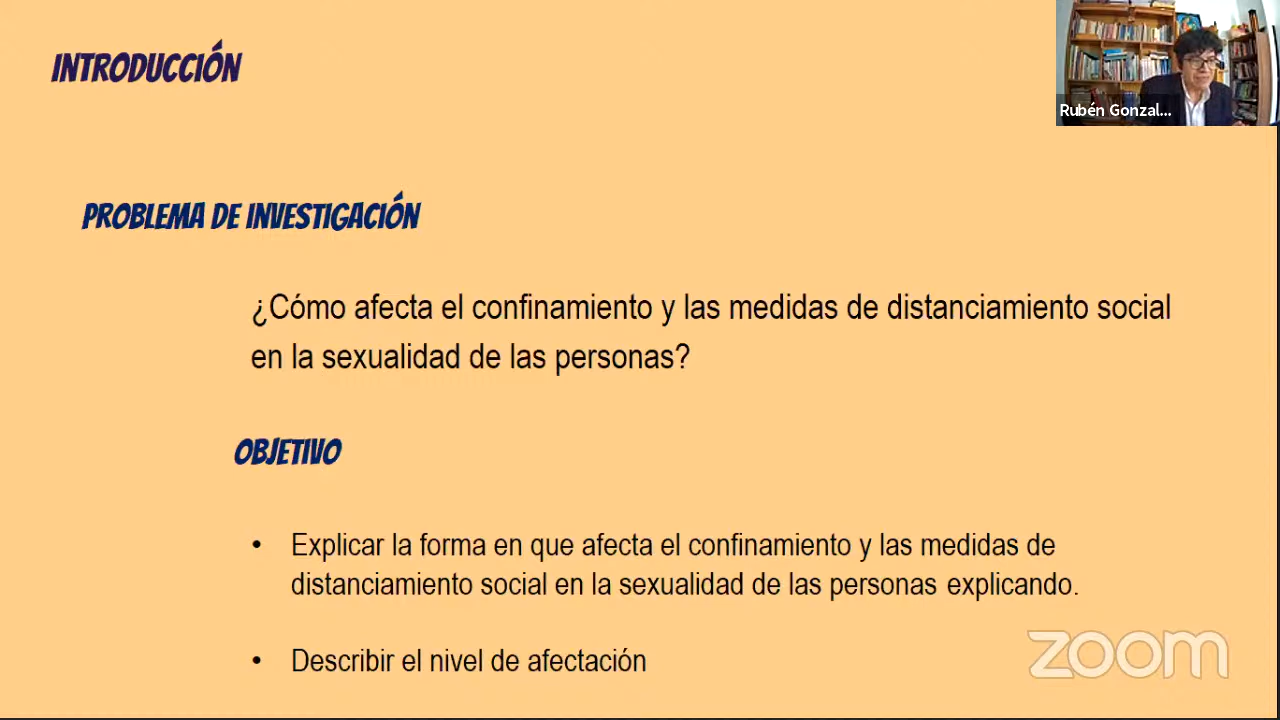 INTRODUCCIÓN
Rubén Gonzal...
PROBLEMA DE INVESTIGACIÓN
¿Cómo afecta el confinamiento y las medidas de distanciamiento social
en la sexualidad de las personas?
OBJETIVO
• Explicar la forma en que afecta el confinamiento y las medidas de
distanciamiento social en la sexualidad de las personas explicando.
• Describir el nivel de afectación
zoom